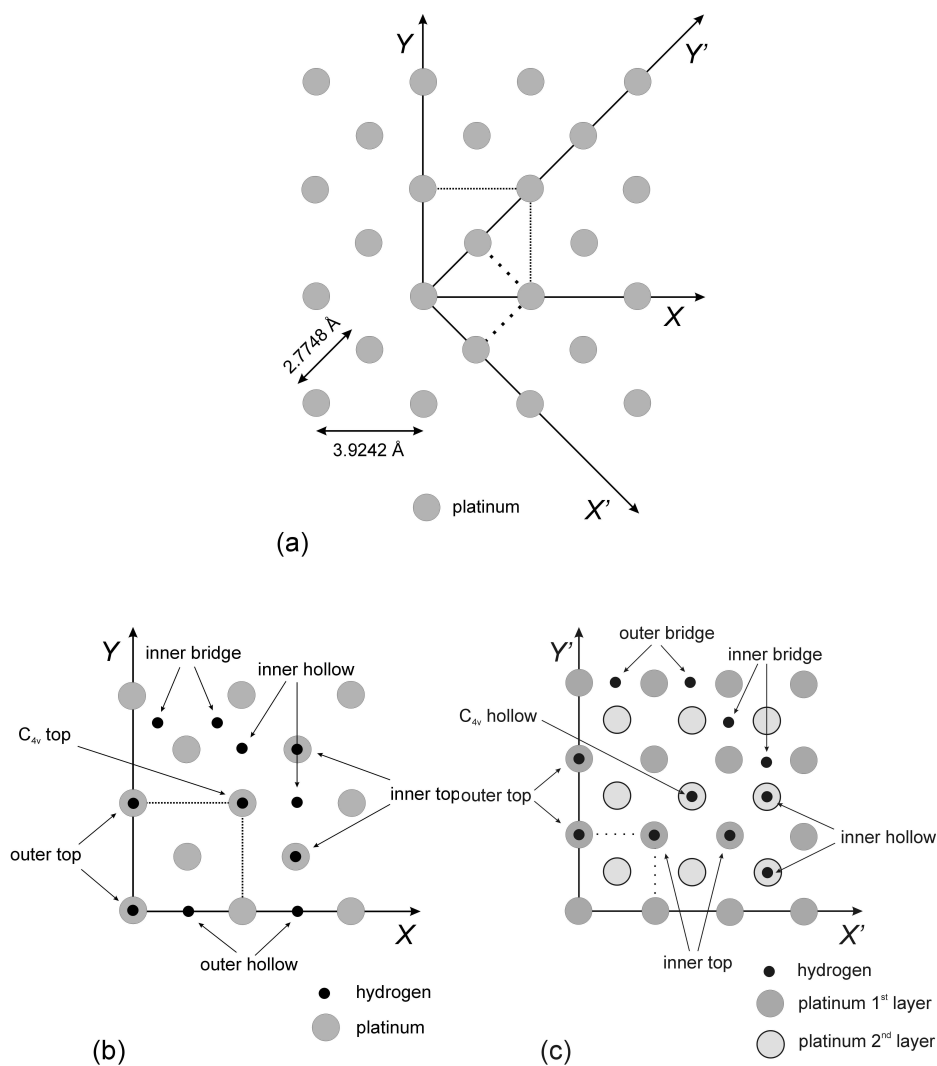 Y
Y'
X
2.7748 Å
3.9242 Å
platinum
X'
(a)
Y
inner bridge
inner hollow
C4v top
inner top
outer top
X
outer hollow
hydrogen
platinum
(b)
outer bridge
Y'
inner bridge
C4v hollow
outer top
inner hollow
X'
inner top
hydrogen
platinum 1st layer
platinum 2nd layer
(c)